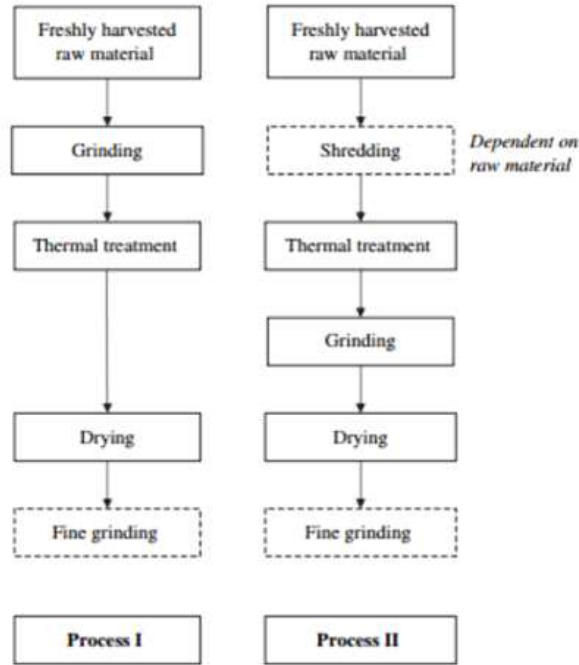 Freshly harvested
raw material
Grinding
Thermal treatment
Drying
Fine grinding
Process I
Freshly harvested
raw material
Shredding
Dependent on
raw material
Thermal treatment
Grinding
Drying
Fine grinding
Process II